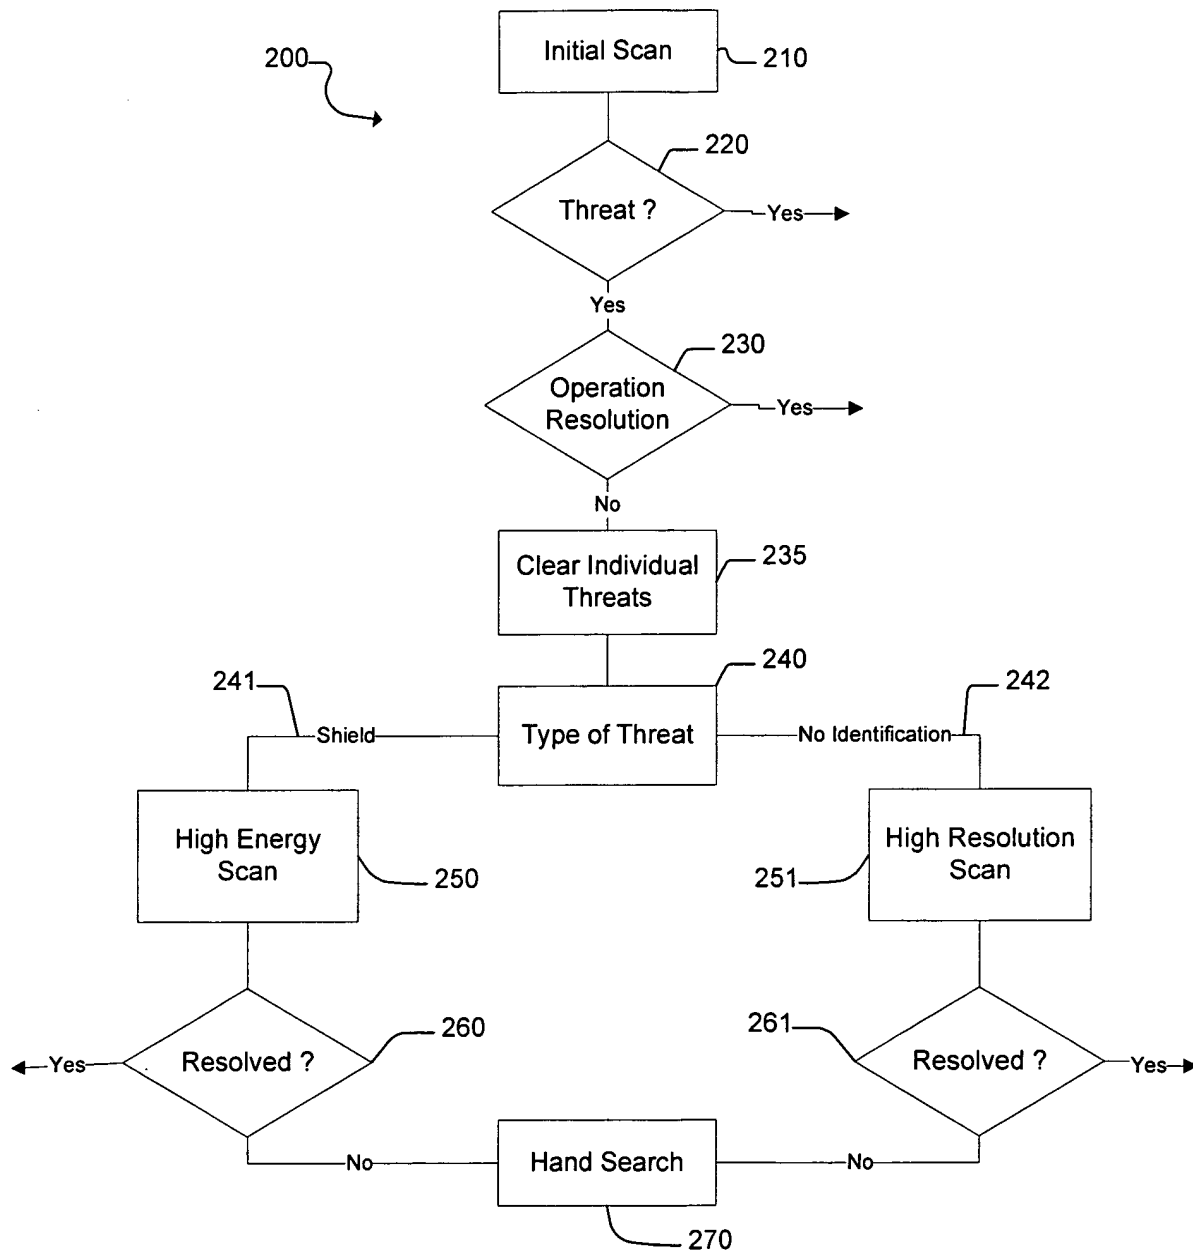 Initial Scan
210
200
220
Threat ?
Yes
Yes
230
Operation
Resolution
Yes
No
Clear Individual
Threats
235
240
241
242
Shield
Type of Threat
No Identification
High Energy
Scan
250
High Resolution
Scan
251
260
261
Yes
Resolved ?
Resolved ?
Yes
No
Hand Search
No
270